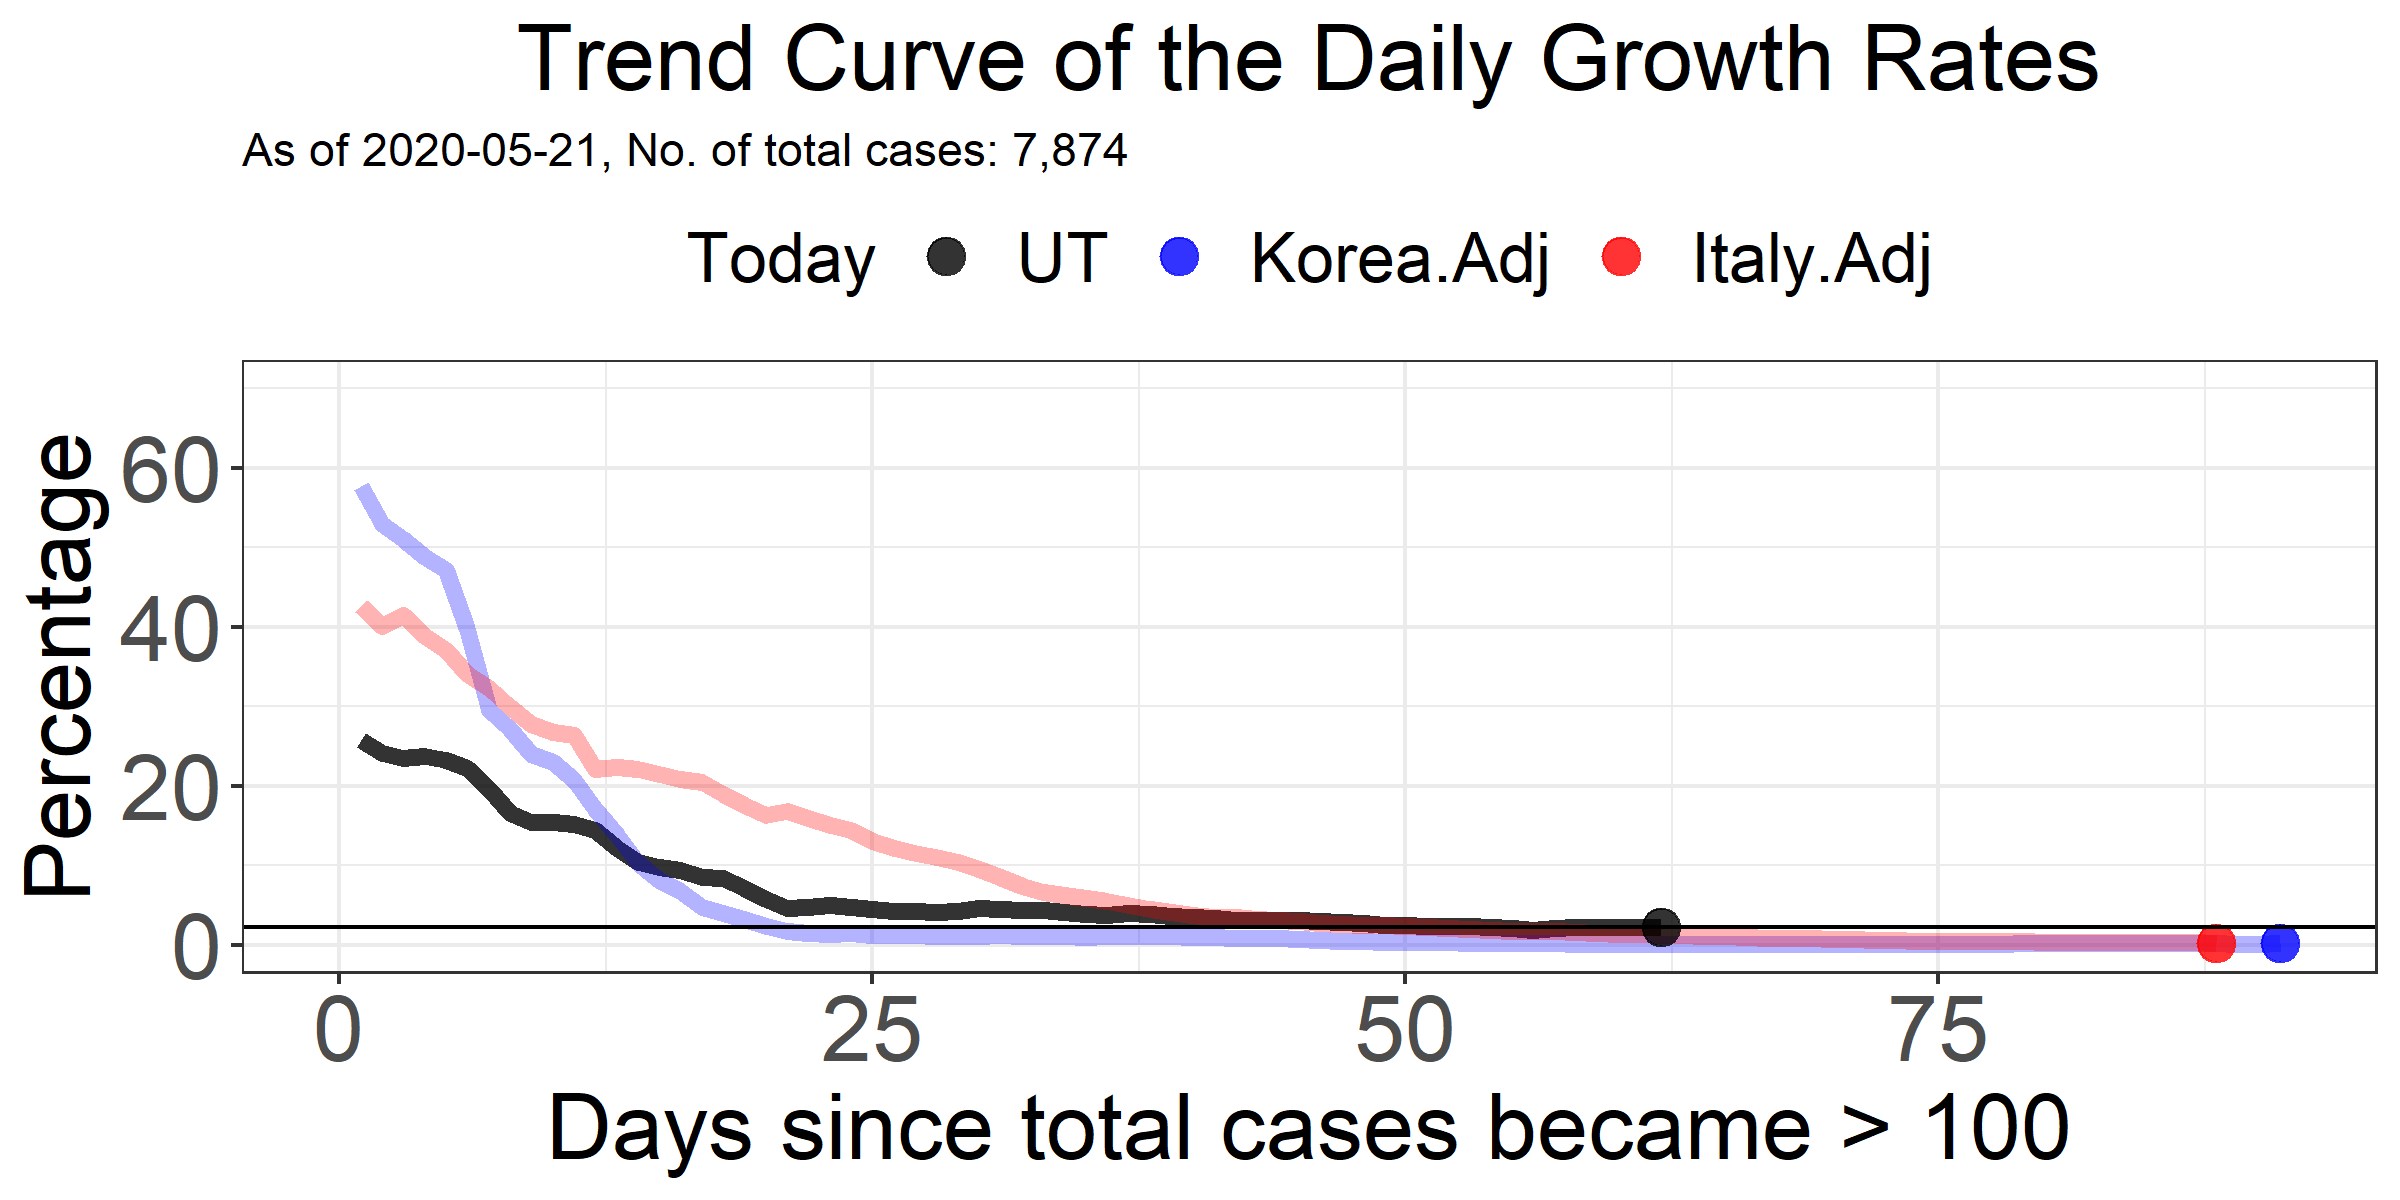 Trend Curve of the Daily Growth Rates
As of 2020-05-21, No. of total cases: 7,874
Today UT Korea.Adj Italy.Adj
Percentage
60
40
20
0
0 25 50 75
Days since total cases became > 100